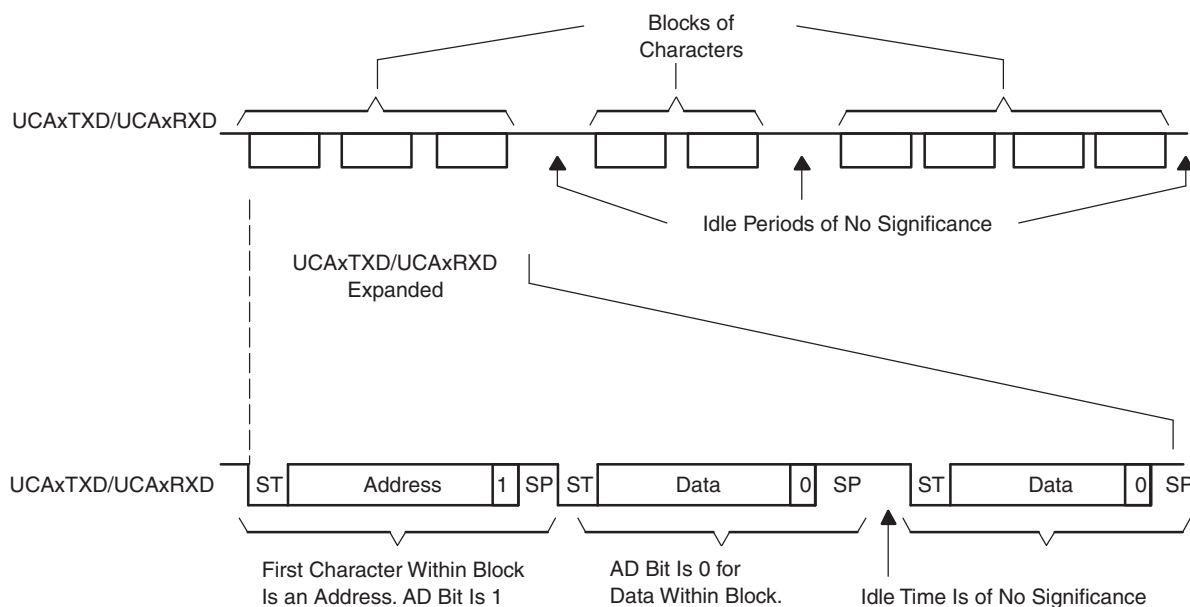 Blocks of
Characters
UCAxTXD/UCAxRXD
Idle Periods of No Significance
UCAxTXD/UCAxRXD
Expanded
UCAxTXD/UCAxRXD
ST Address 1 SP ST Data 0 SP ST Data 0 SP
First Character Within Block
Is an Address. AD Bit Is 1
AD Bit Is 0 for
Data Within Block.
Idle Time Is of No Significance